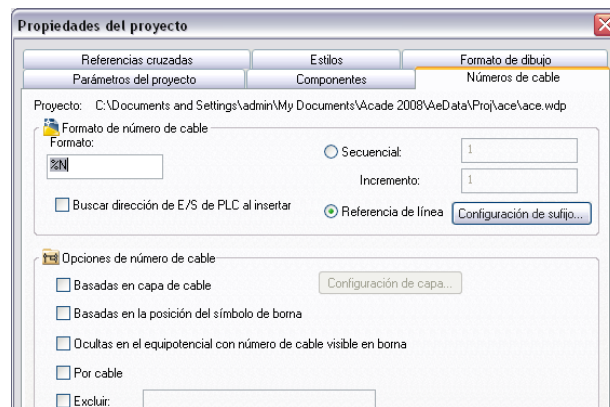 Propiedades del proyecto
Referencias cruzadas Estilos Formato de dibujo
Parámetros del proyecto Componentes Números de cable
Proyecto: C:\Documents and Settings\admin\My Documents\Acade 2008\AeData\Proj\ace\ace.wdp
Formato de número de cable
Formato:
Secuencial: 1
%N
Incremento: 1
Buscar dirección de E/S de PLC al insertar
Referencia de línea Configuración de sufijo...
Opciones de número de cable
Basadas en capa de cable Configuración de capa...
Basadas en la posición del símbolo de borna
Ocultas en el equipotencial con número de cable visible en borna
Por cable
Excluir: